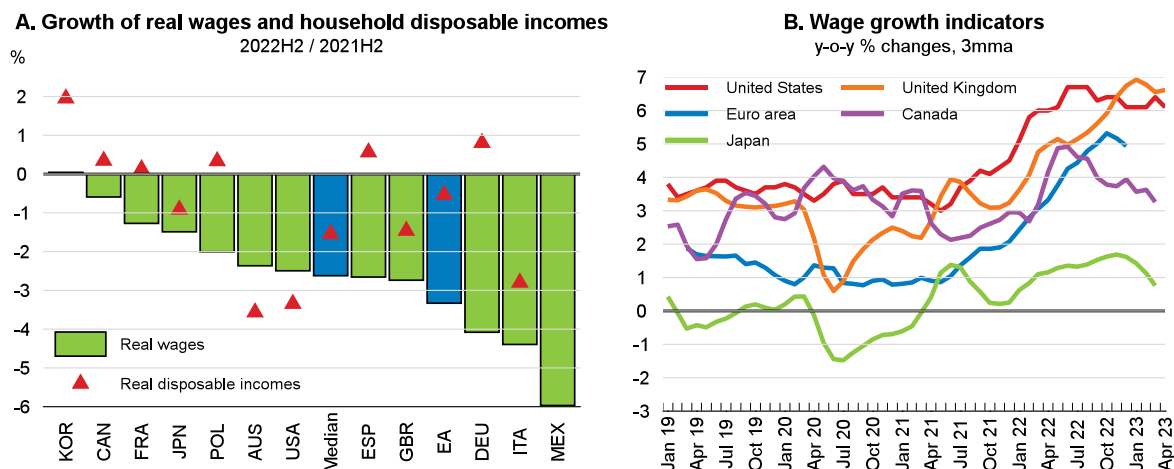 A. Growth of real wages and household disposable incomes
2022H2 / 2021H2
%
2
1
0
-1
-2
-3
-4
-5
-6
Real wages
Real disposable incomes
KOR
CAN
FRA
JPN
POL
AUS
USA
Median
ESP
GBR
EA
DEU
ITA
MEX
B. Wage growth indicators
y-o-y % changes, 3mma
7
6
5
4
3
2
1
0
-1
-2
-3
United States
United Kingdom
Euro area
Canada
Japan
Jan 19
Apr 19
Jul 19
Oct 19
Jan 20
Apr 20
Jul 20
Oct 20
Jan 21
Apr 21
Jul 21
Oct 21
Jan 22
Apr 22
Jul 22
Oct 22
Jan 23
Apr 23